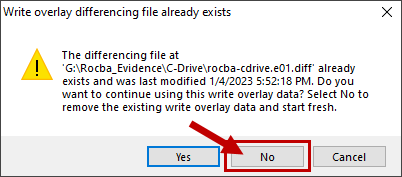 Write overlay differencing file already exists
The differencing file at
'G:\Rocba_Evidence\C-Drive\rocba-cdrive.e01.diff' already
exists and was last modified 1/4/2023 5:52:18 PM. Do you
want to continue using this write overlay data? Select No to
remove the existing write overlay data and start fresh.
Yes
No
Cancel